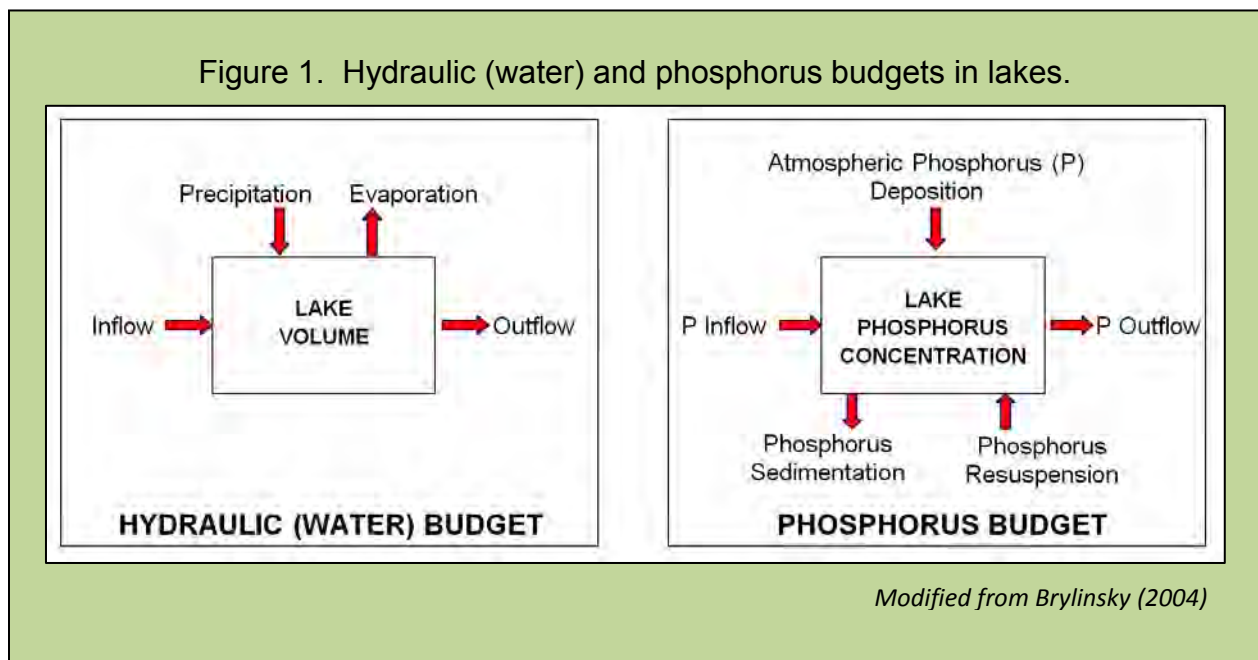 Figure 1.  Hydraulic (water) and phosphorus budgets in lakes.
Precipitation
Evaporation
Inflow
LAKE
VOLUME
Outflow
HYDRAULIC (WATER) BUDGET
Atmospheric Phosphorus (P)
Deposition
P Inflow
LAKE
PHOSPHORUS
CONCENTRATION
P Outflow
Phosphorus
Sedimentation
Phosphorus
Resuspension
PHOSPHORUS BUDGET
Modified from Brylinsky (2004)